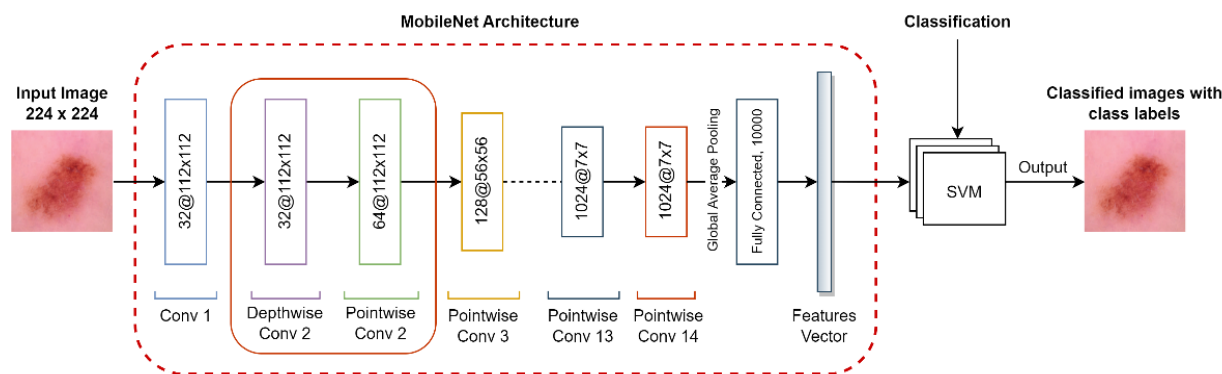 MobileNet Architecture
Classification
Input Image
224 x 224
Classified images with
class labels
32@112x112
32@112x112
64@112x112
128@56x56
1024@7x7
1024@7x7
Global Average Pooling
Fully Connected, 10000
SVM
Output
Conv 1
Depthwise
Conv 2
Pointwise
Conv 2
Pointwise
Conv 3
Pointwise
Conv 13
Pointwise
Conv 14
Features
Vector